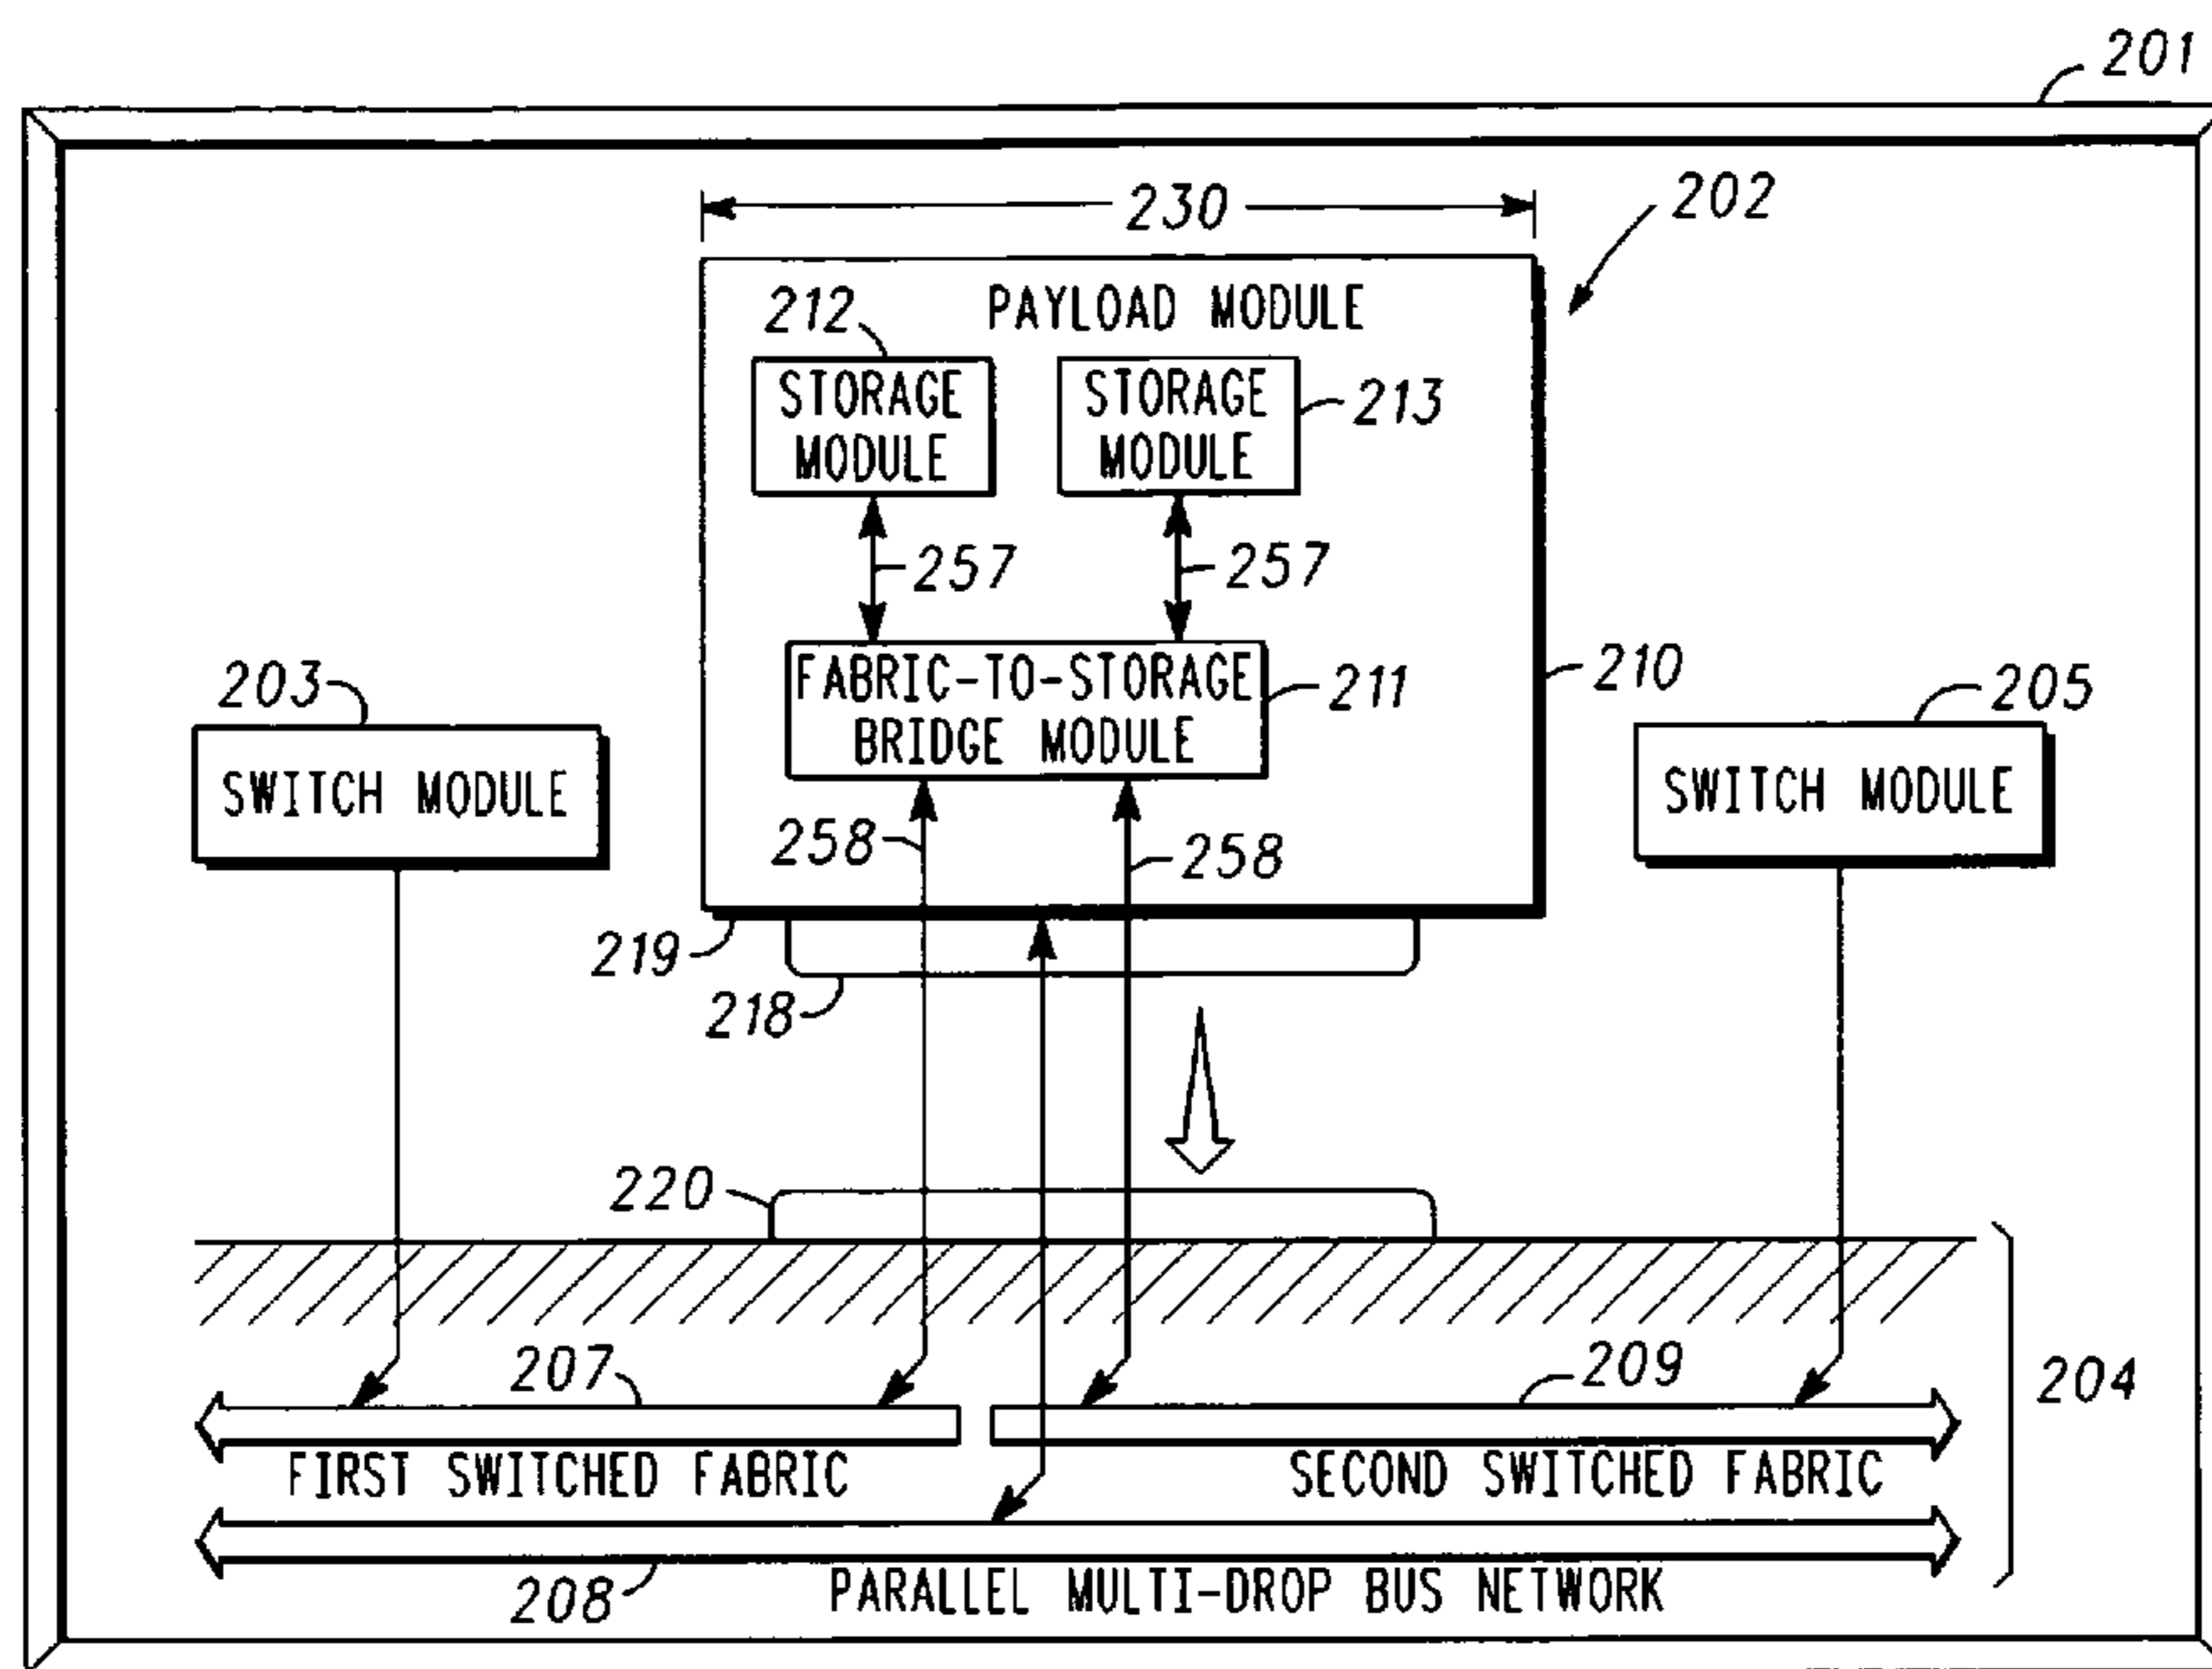 201
230
202
PAYLOAD MODULE
212
STORAGE
MODULE
STORAGE
MODULE
213
257
257
FABRIC-TO-STORAGE
BRIDGE MODULE
211
210
203
SWITCH MODULE
205
SWITCH MODULE
258
258
219
218
220
207
209
204
FIRST SWITCHED FABRIC
SECOND SWITCHED FABRIC
208
PARALLEL MULTI-DROP BUS NETWORK